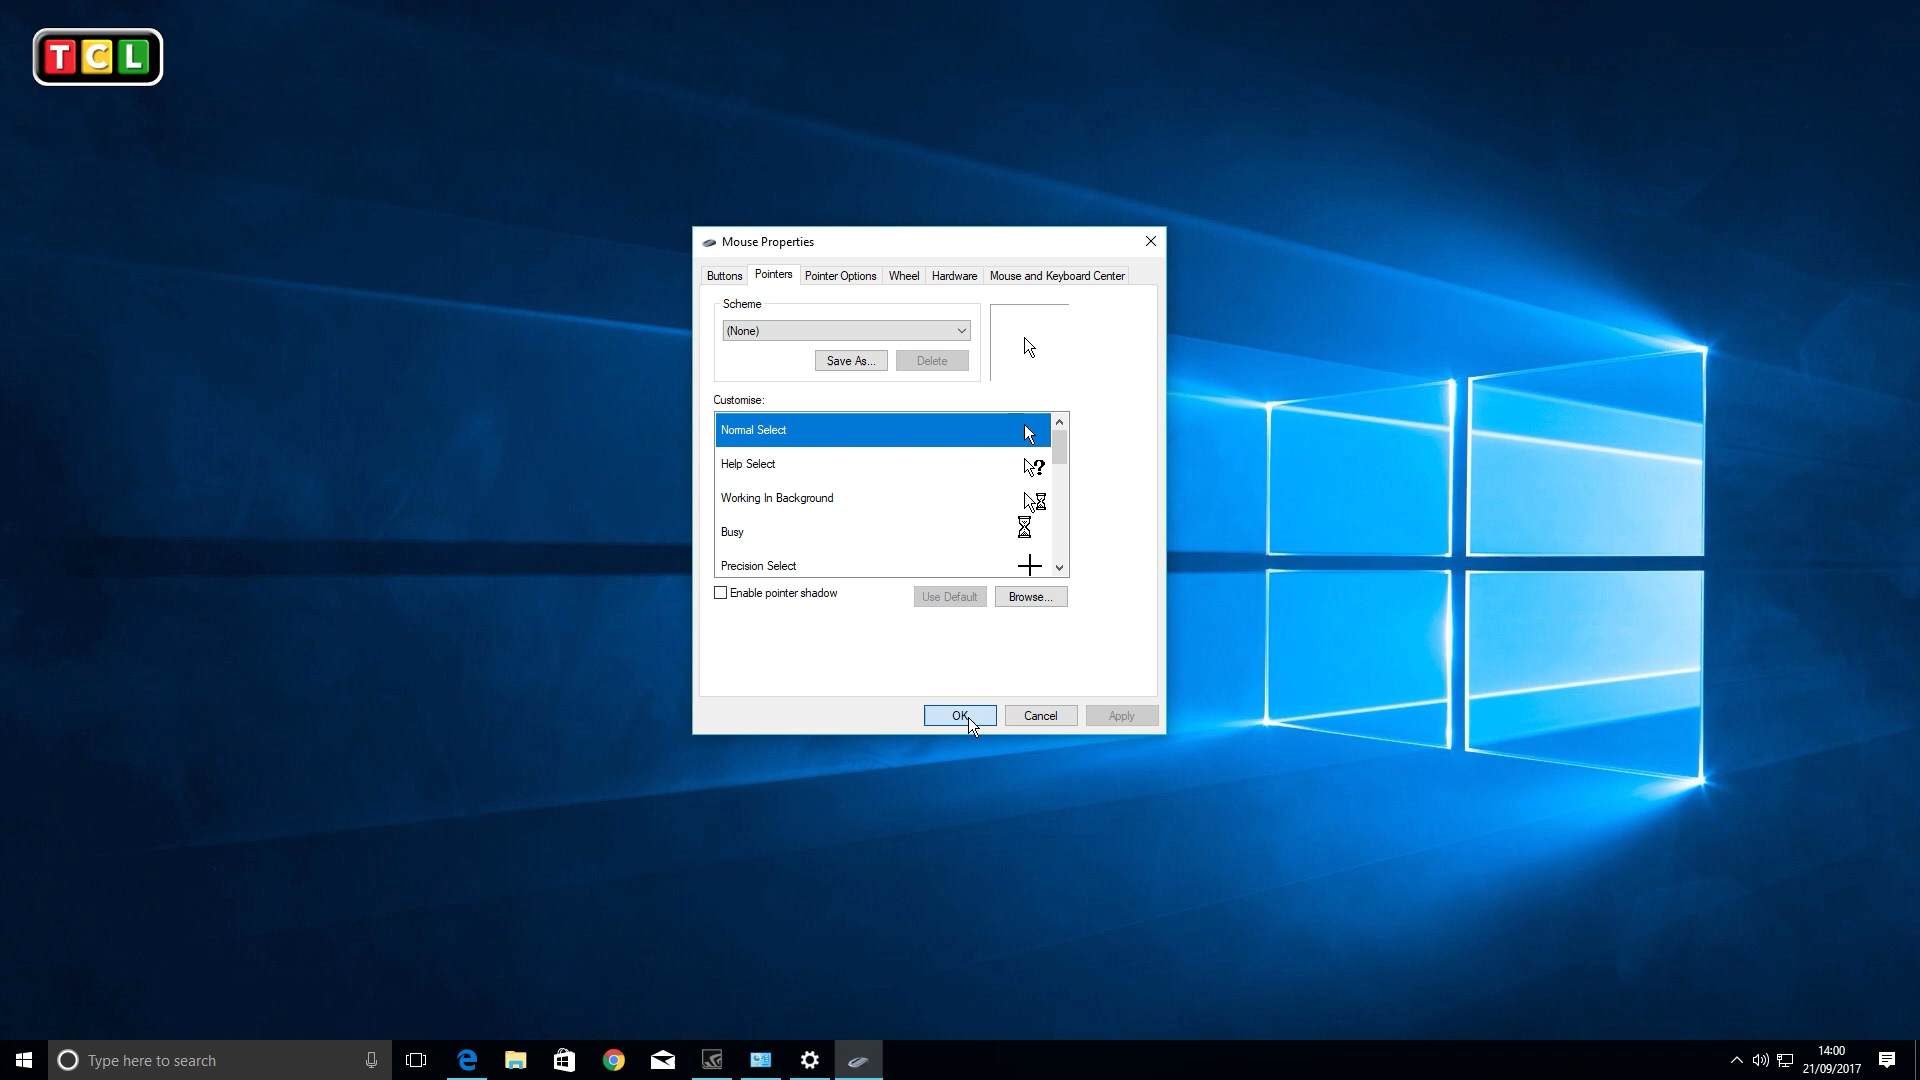 TCL
Mouse Properties
Buttons Pointers Pointer Options Wheel Hardware Mouse and Keyboard Center
Scheme
(None)
Save As... Delete
Customise:
Normal Select
Help Select
Working In Background
Busy
Precision Select
Enable pointer shadow
Use Default Browse...
OK Cancel Apply
Type here to search
14:00
21/09/2017